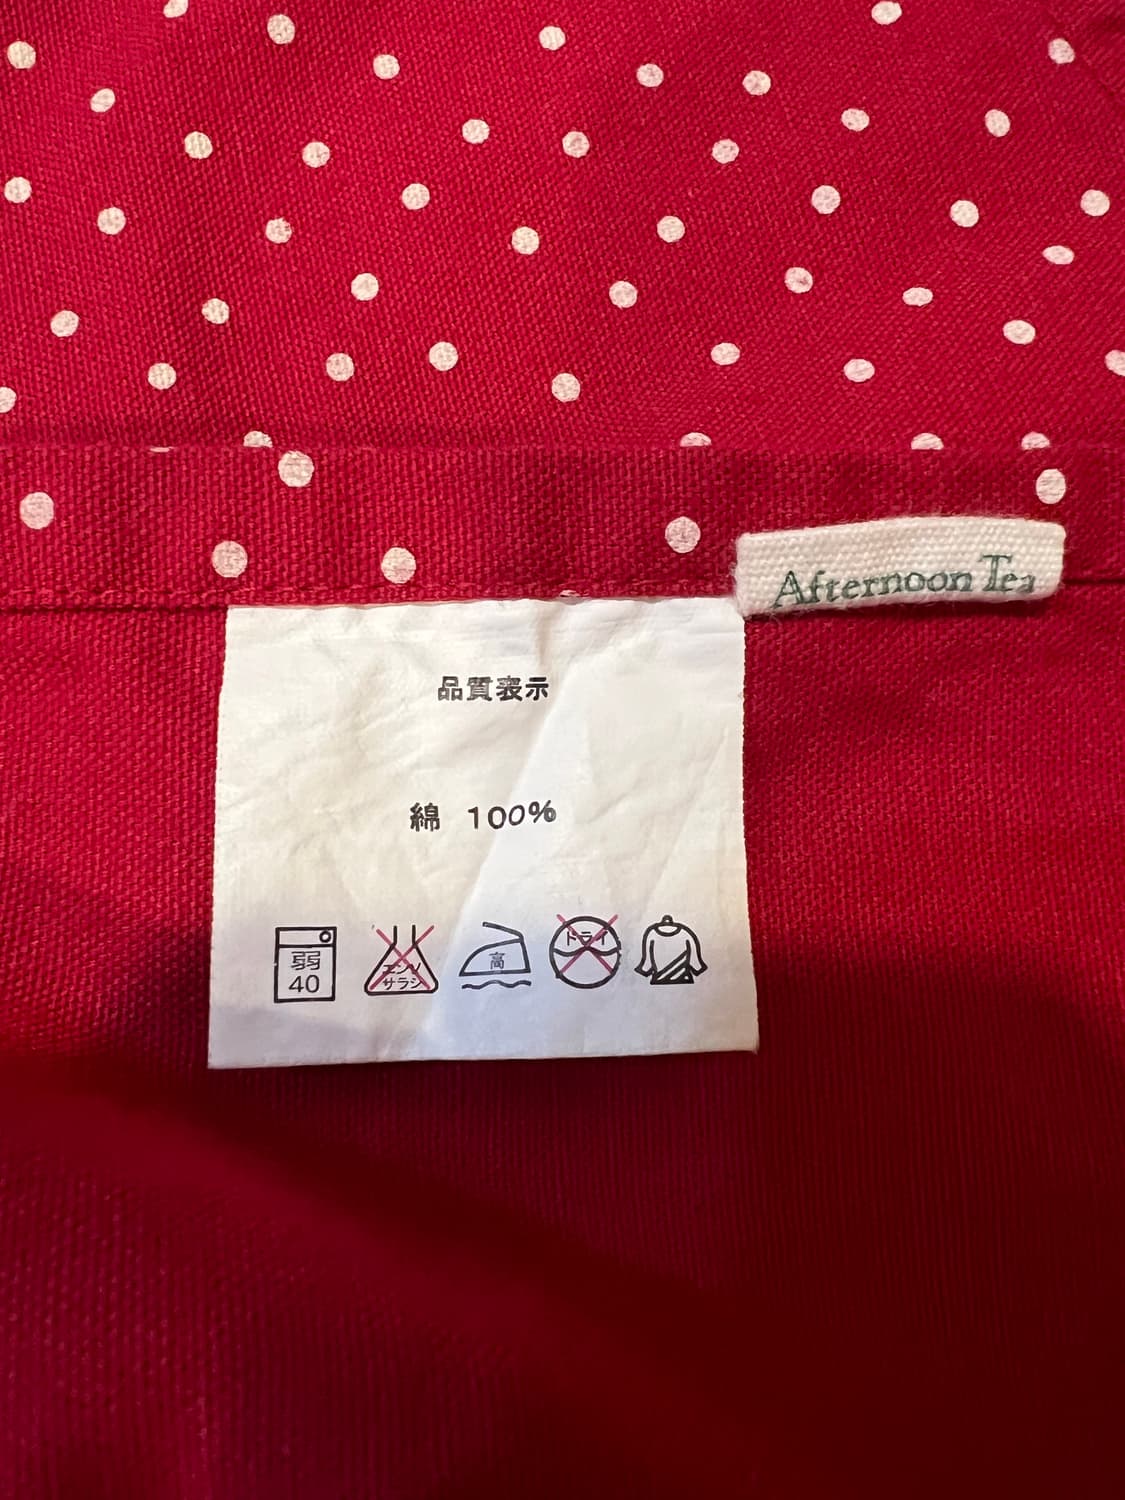 Afternoon Tea
品質表示
綿 100%
弱
40
エンソ
サラシ
高
ドライ